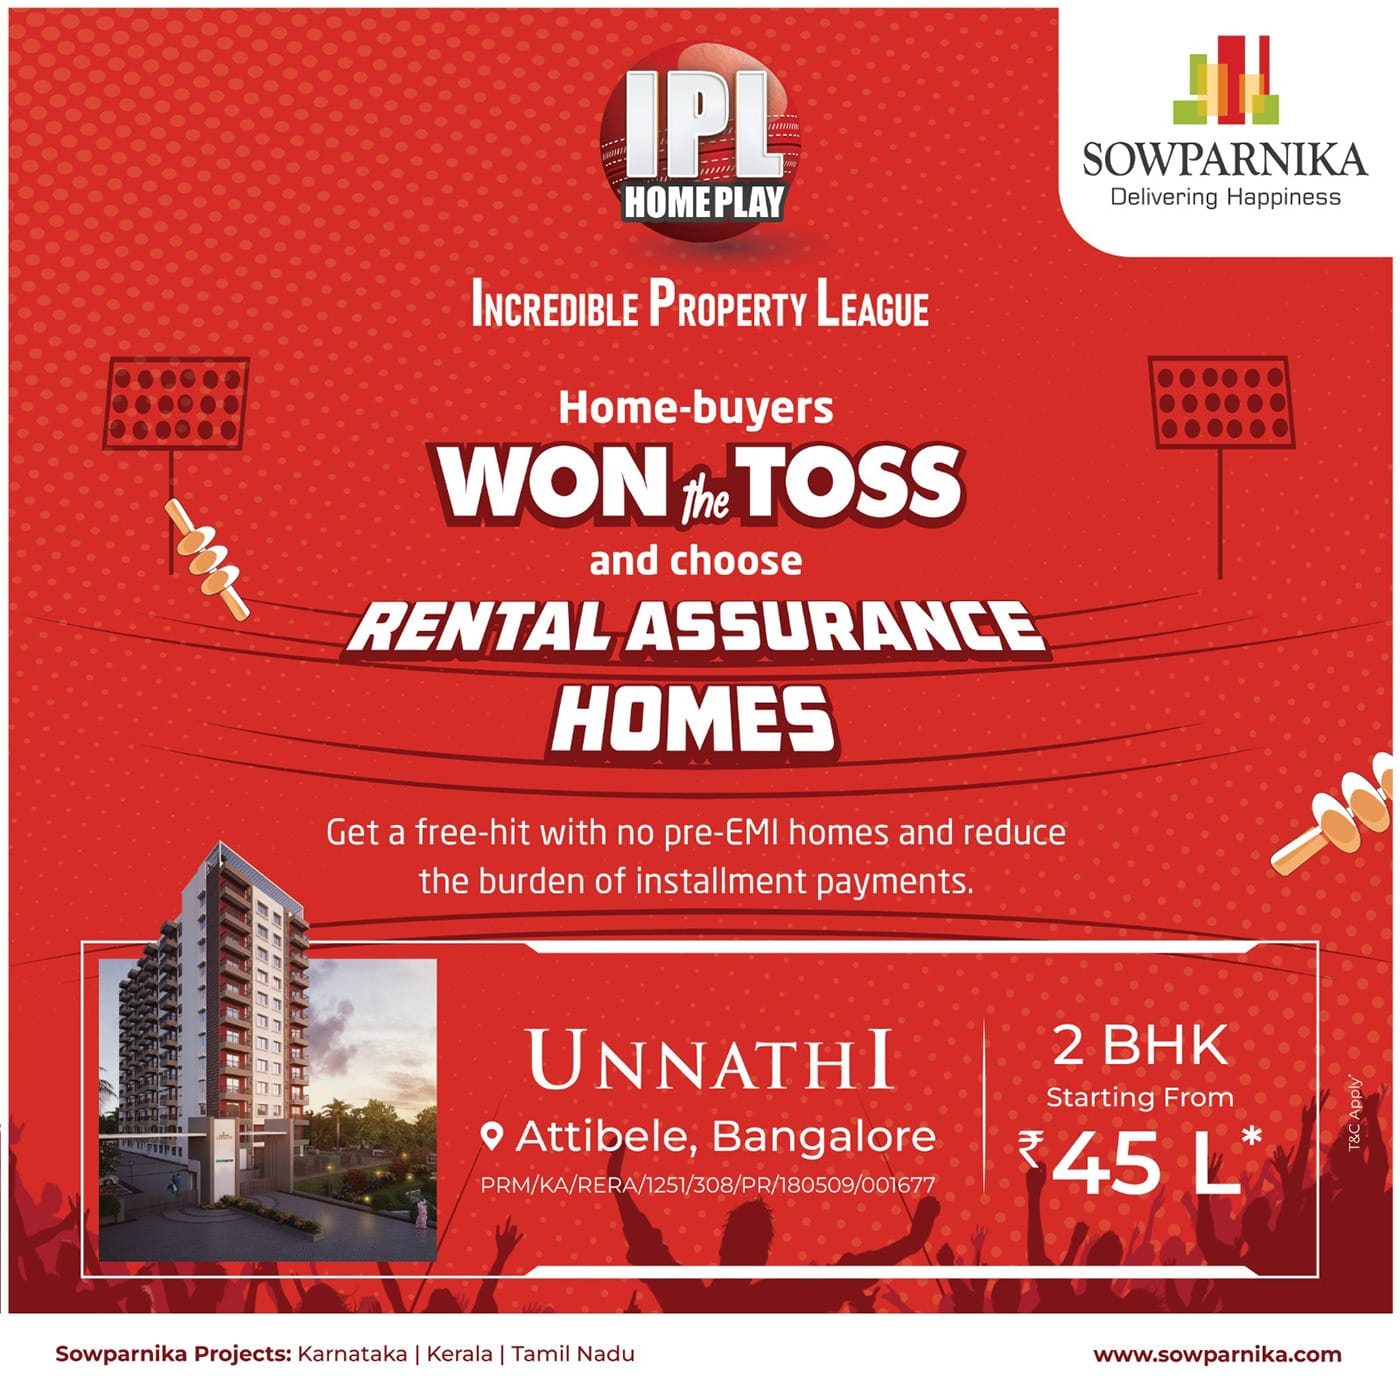 IPL
HOMEPLAY
SOWPARNIKA
Delivering Happiness
INCREDIBLE PROPERTY LEAGUE
Home-buyers
WON the TOSS
and choose
RENTAL ASSURANCE
HOMES
Get a free-hit with no pre-EMI homes and reduce
the burden of installment payments.
UNNATHI
Attibele, Bangalore
PRM/KA/RERA/1251/308/PR/180509/001677
2 BHK
Starting From
₹45 L*
T&C Apply*
Sowparnika Projects: Karnataka | Kerala | Tamil Nadu
www.sowparnika.com